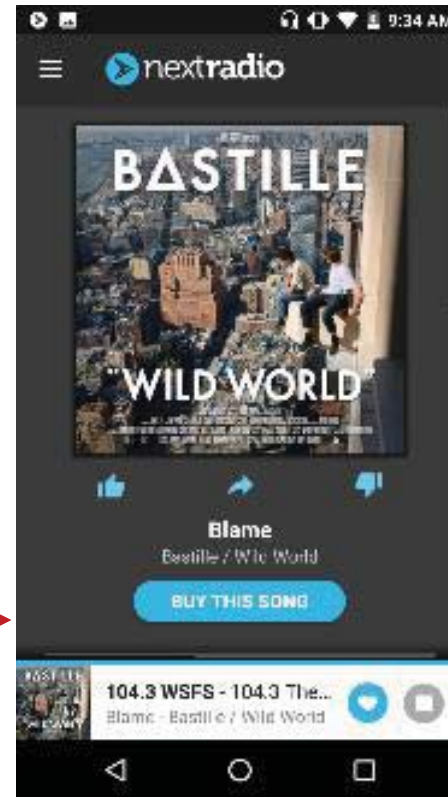 9:34 AM
nextradio
BASTILLE
"WILD WORLD"
Blame
Bastille / Wild World
BUY THIS SONG
BASTILLE
104.3 WSFS - 104.3 The...
Blame - Bastille / Wild World